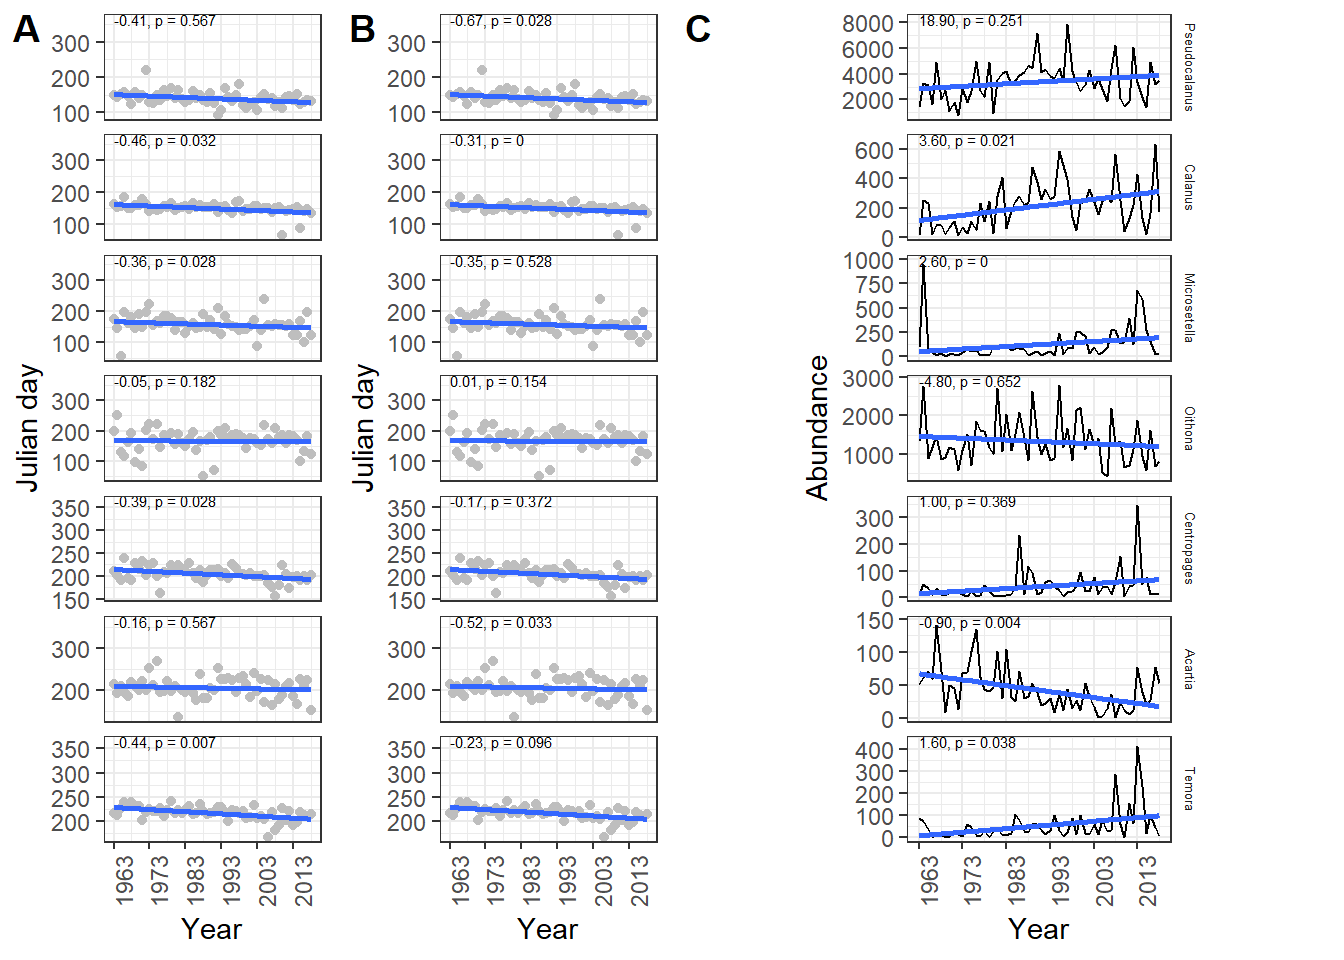 A
-0.41, p = 0.567
300
200
100
-0.46, p = 0.032
300
200
100
-0.36, p = 0.028
300
200
100
-0.05, p = 0.182
300
200
100
-0.39, p = 0.028
350
300
250
200
150
-0.16, p = 0.567
300
200
-0.44, p = 0.007
350
300
250
200
Julian day
1963
1973
1983
1993
2003
2013
Year
B
-0.67, p = 0.028
300
200
100
-0.31, p = 0
300
200
100
-0.35, p = 0.528
300
200
100
0.01, p = 0.154
300
200
100
-0.17, p = 0.372
350
300
250
200
150
-0.52, p = 0.033
300
200
-0.23, p = 0.096
350
300
250
200
Julian day
1963
1973
1983
1993
2003
2013
Year
C
18.90, p = 0.251
8000
6000
4000
2000
Pseudocalanus
3.60, p = 0.021
600
400
200
0
Calanus
2.60, p = 0
1000
750
500
250
0
Microsetella
-4.80, p = 0.652
3000
2000
1000
Oithona
1.00, p = 0.369
300
200
100
0
Centropages
-0.90, p = 0.004
150
100
50
0
Acartia
1.60, p = 0.038
400
300
200
100
0
Temora
Abundance
1963
1973
1983
1993
2003
2013
Year